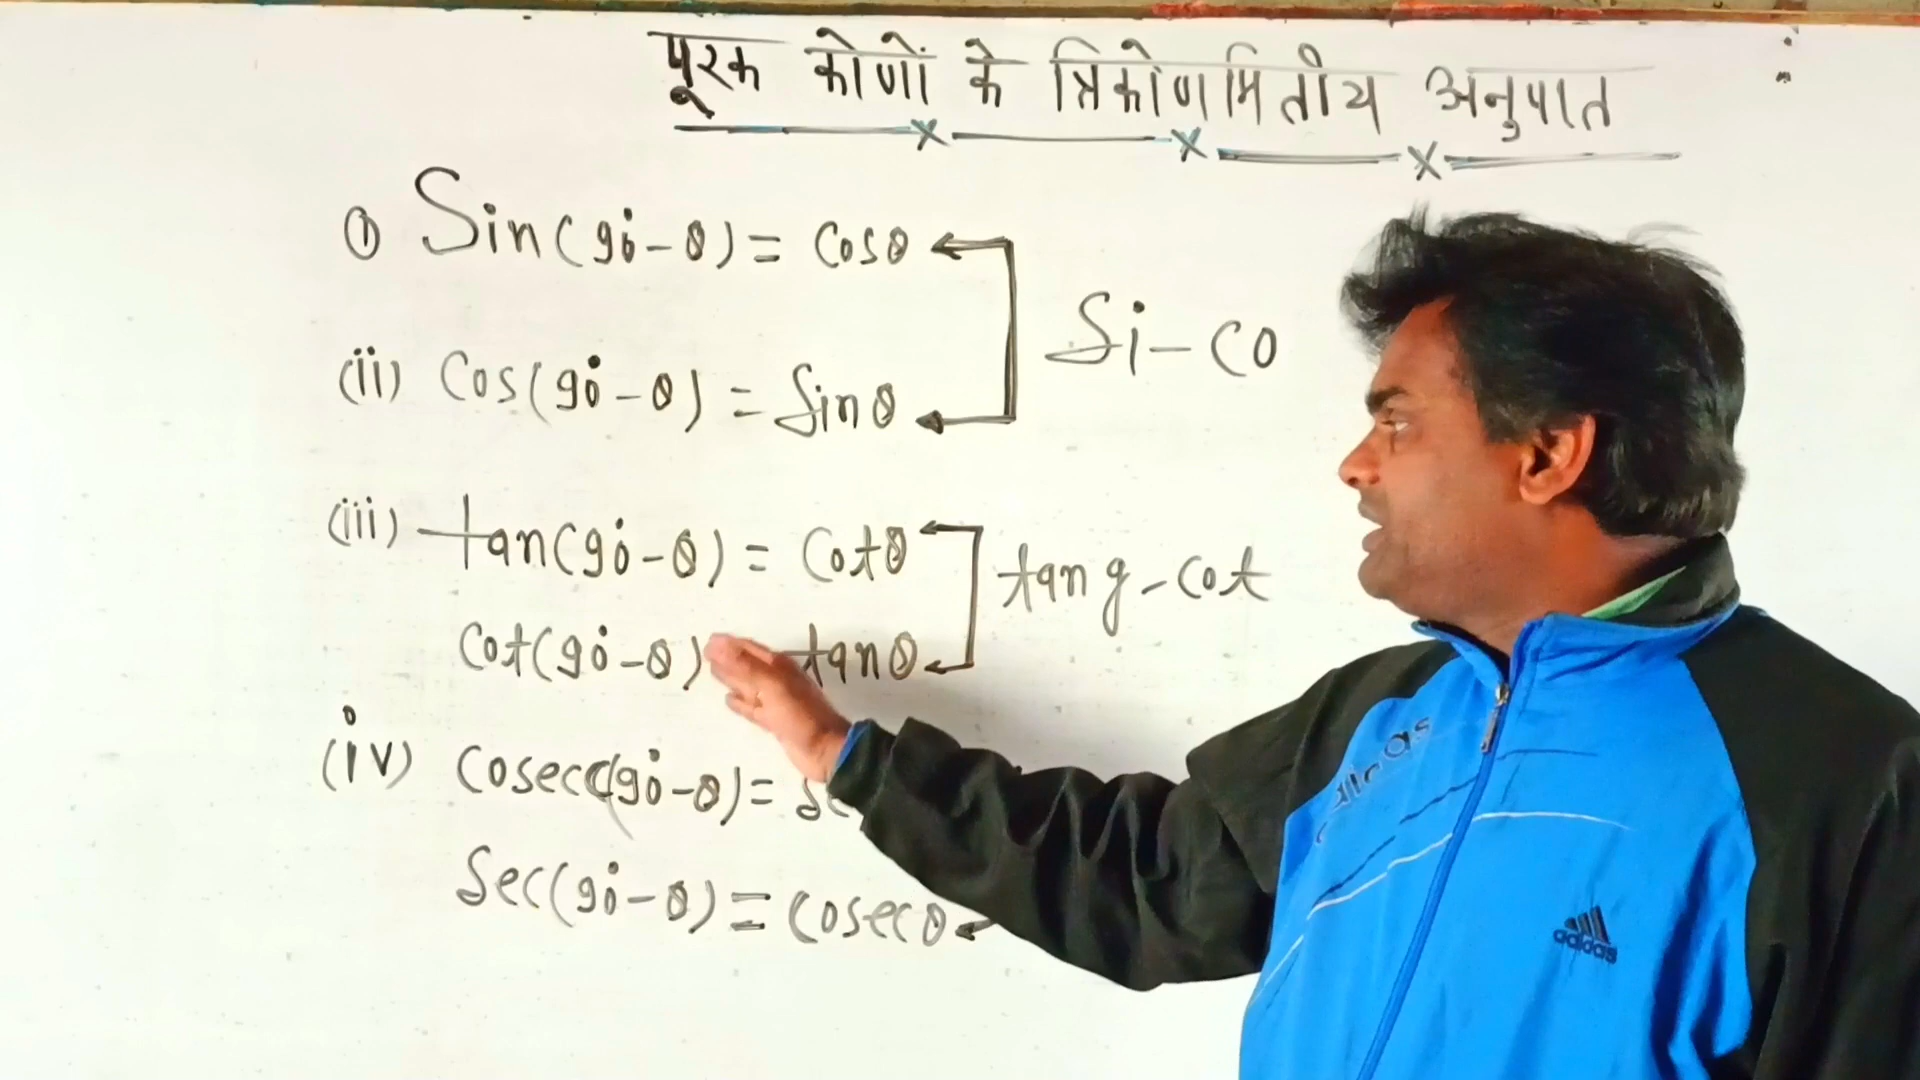 पूरक कोणों के त्रिकोणमितीय अनुपात
① Sin(90°-θ) = Cosθ
Si-co
(ii) Cos(90°-θ) = Sinθ
(iii) tan(90°-θ) = Cotθ
tang-cot
Cot(90°-θ) tanθ
(iv) Cosec(90°-θ) =
Sec(90°-θ) = Cosecθ
adidas
adidas